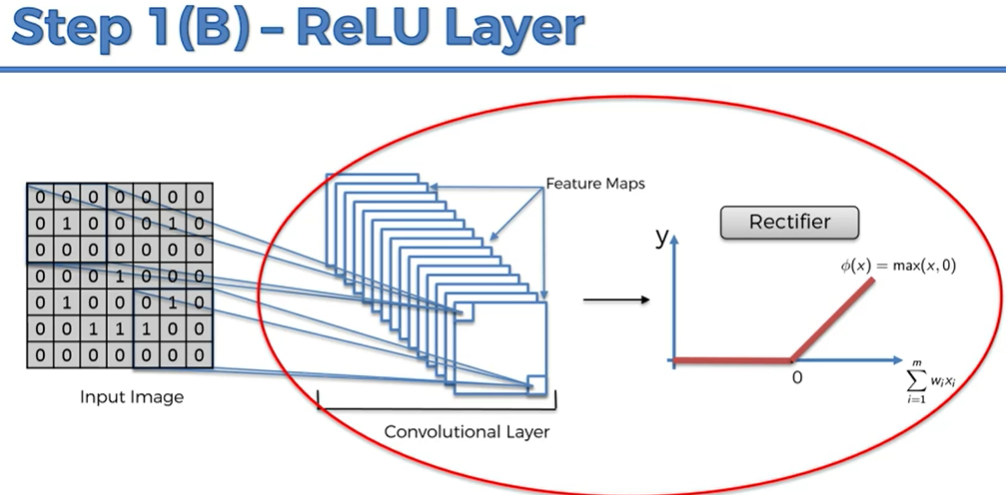 Step 1(B) – ReLU Layer
0 0 0 0 0 0 0
0 1 0 0 0 1 0
0 0 0 0 0 0 0
0 0 0 1 0 0 0
0 1 0 0 0 1 0
0 0 1 1 1 0 0
0 0 0 0 0 0 0
Input Image
Feature Maps
Convolutional Layer
Rectifier
y
ϕ(x) = max(x, 0)
0
m
∑ wᵢxᵢ
i=1